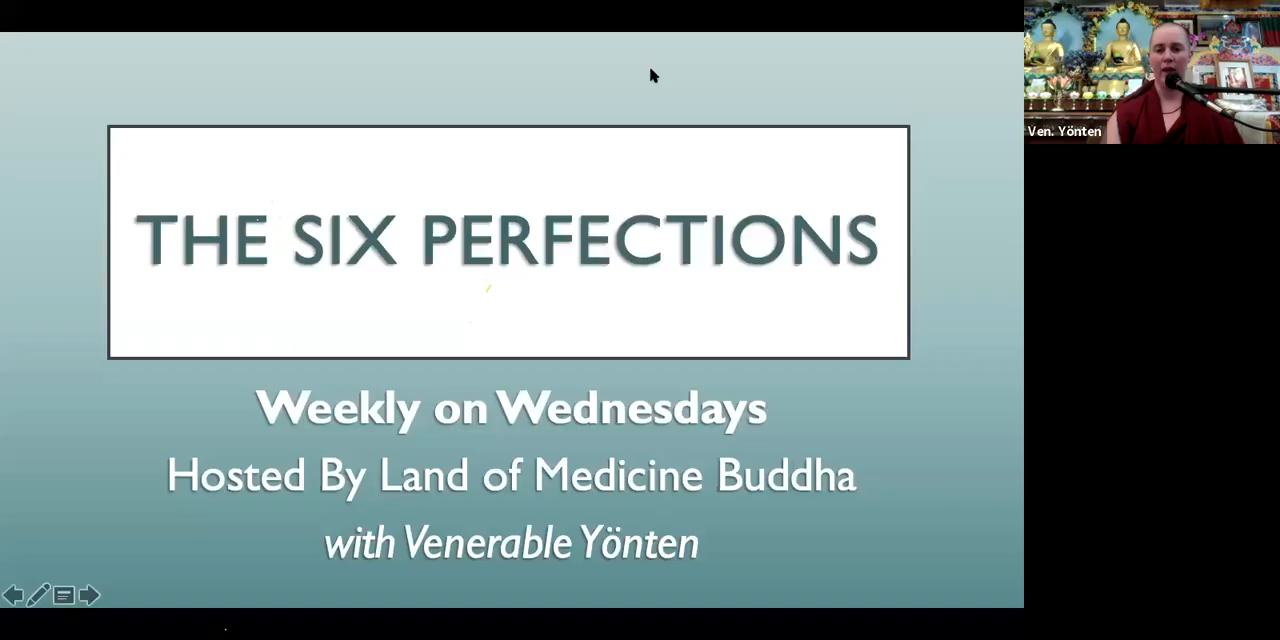 THE SIX PERFECTIONS
Weekly on Wednesdays
Hosted By Land of Medicine Buddha
with Venerable Yönten
Ven. Yönten